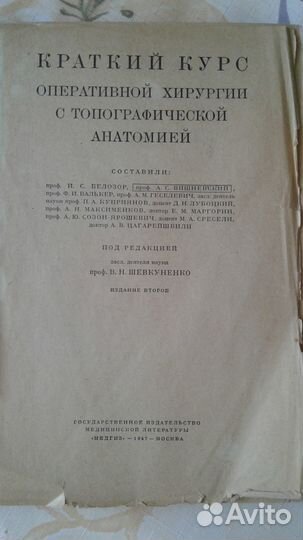 КРАТКИЙ КУРС
ОПЕРАТИВНОЙ ХИРУРГИИ
С ТОПОГРАФИЧЕСКОЙ
АНАТОМИЕЙ
СОСТАВИЛИ:
проф. И. С. БЕЛОЗОР, проф. А. С. ВИШНЕВСКИЙ,
проф. Ф. И. ВАЛЬКЕР, проф. А. М. ГЕСЕЛЕВИЧ, засл. деятель
науки проф. П. А. КУПРИЯНОВ, доцент Д. Н. ЛУБОЦКИЙ,
проф. А. Н. МАКСИМЕНКОВ, доктор Е. М. МАРГОРИН,
проф. А. Ю. СОЗОН-ЯРОШЕВИЧ, доцент М. А. СРЕСЕЛИ,
доктор А. В. ЦАГАРЕЙШВИЛИ
ПОД РЕДАКЦИЕЙ
засл. деятеля науки
проф. В. Н. ШЕВКУНЕНКО
ИЗДАНИЕ ВТОРОЕ
ГОСУДАРСТВЕННОЕ ИЗДАТЕЛЬСТВО
МЕДИЦИНСКОЙ ЛИТЕРАТУРЫ
«МЕДГИЗ» — 1947 — МОСКВА
Avito